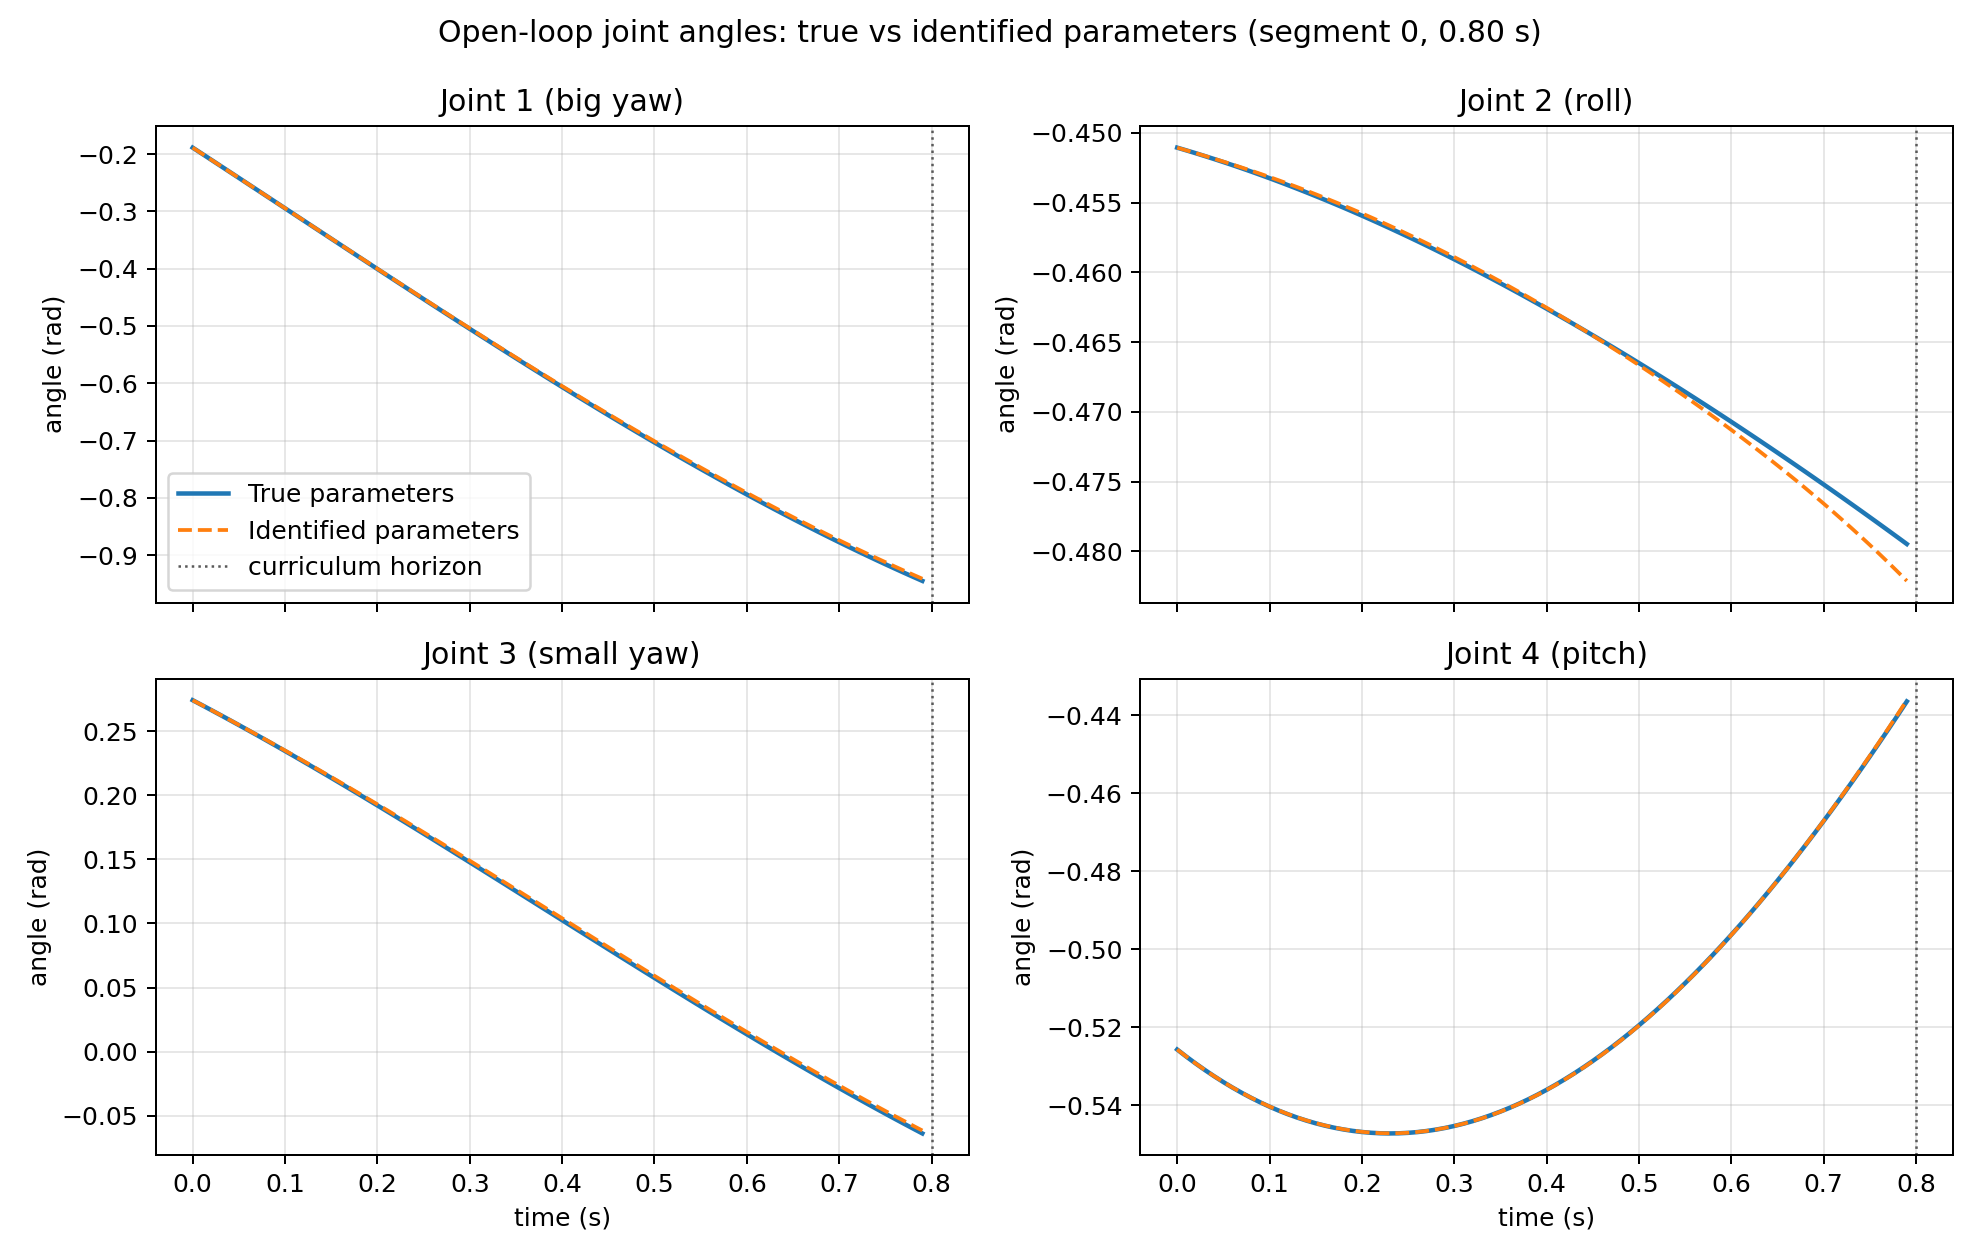 Open-loop joint angles: true vs identified parameters (segment 0, 0.80 s)
Joint 1 (big yaw)
−0.2
−0.3
−0.4
−0.5
−0.6
−0.7
−0.8
−0.9
angle (rad)
True parameters
Identified parameters
curriculum horizon
Joint 2 (roll)
−0.450
−0.455
−0.460
−0.465
−0.470
−0.475
−0.480
angle (rad)
Joint 3 (small yaw)
0.25
0.20
0.15
0.10
0.05
0.00
−0.05
angle (rad)
0.0 0.1 0.2 0.3 0.4 0.5 0.6 0.7 0.8
time (s)
Joint 4 (pitch)
−0.44
−0.46
−0.48
−0.50
−0.52
−0.54
angle (rad)
0.0 0.1 0.2 0.3 0.4 0.5 0.6 0.7 0.8
time (s)